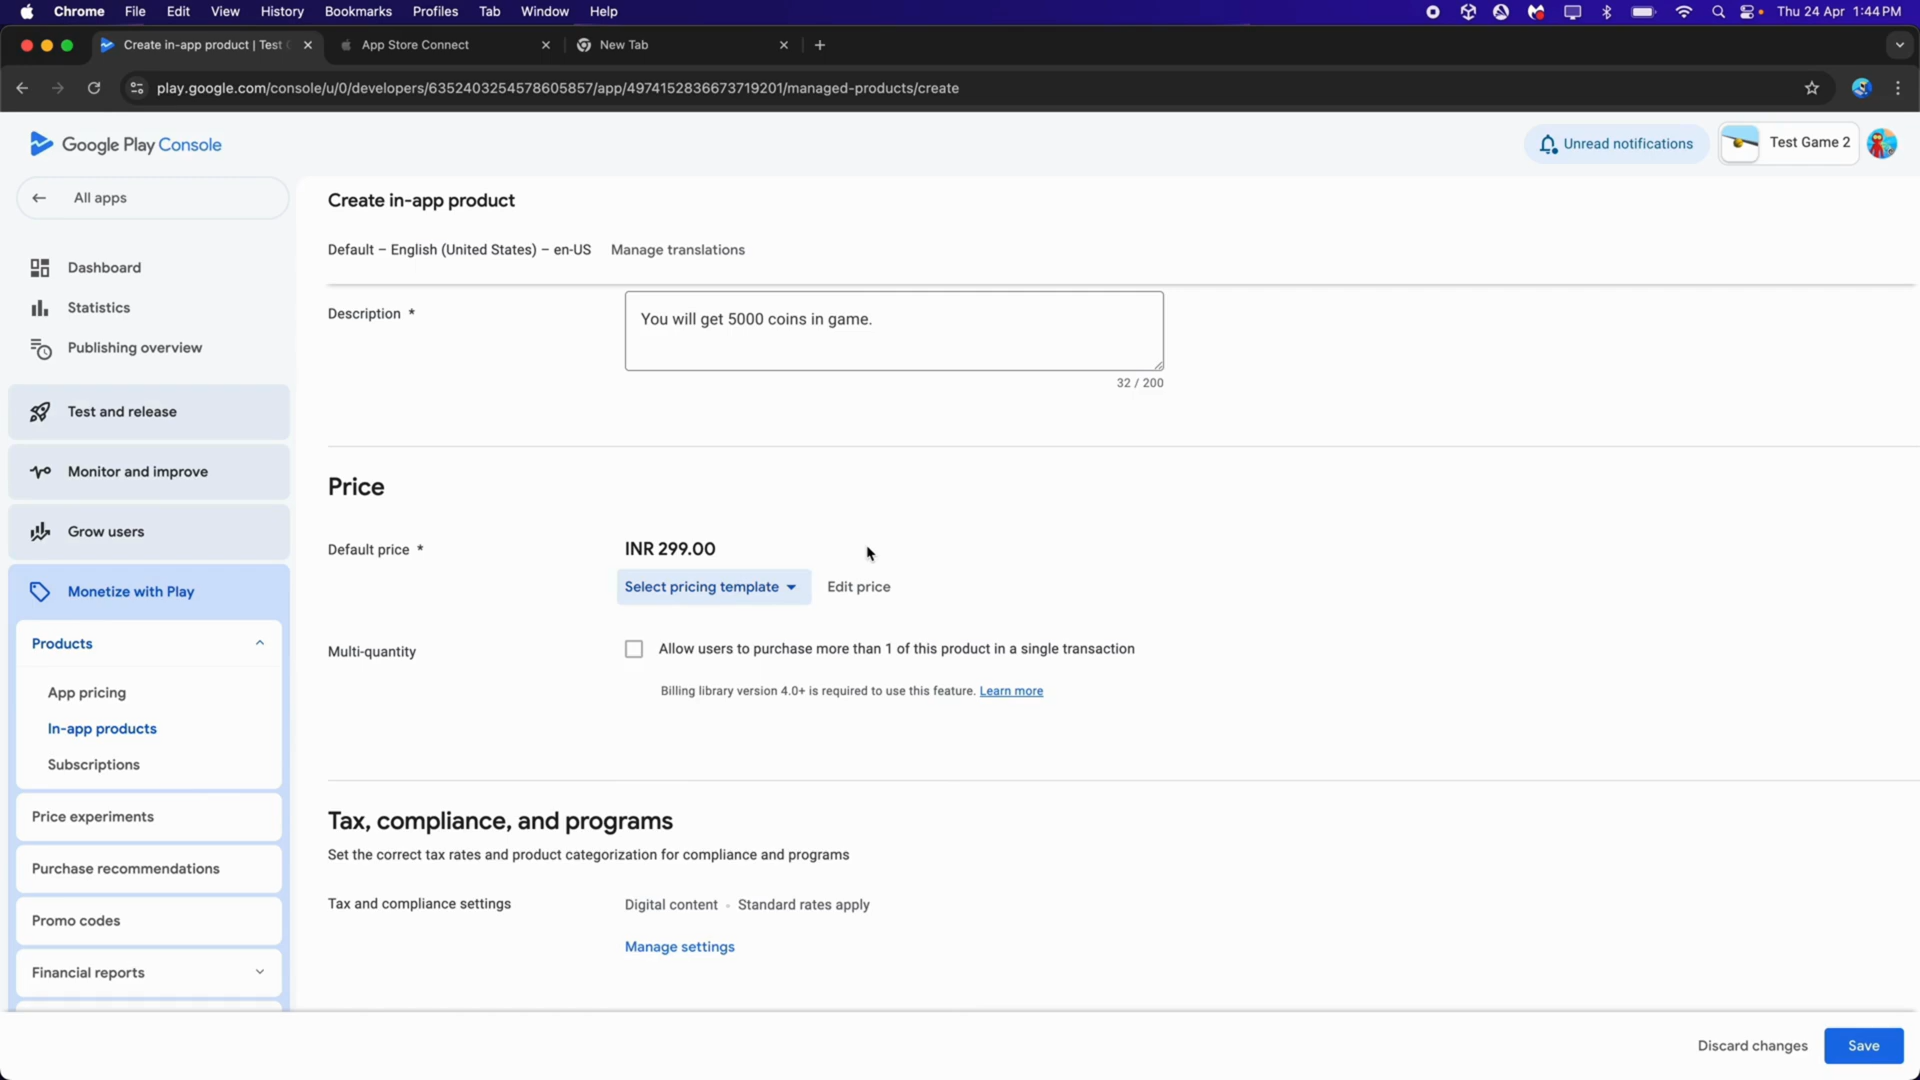 Chrome File Edit View History Bookmarks Profiles Tab Window Help Thu 24 Apr 1:44 PM
Create in-app product | Test App Store Connect New Tab
play.google.com/console/u/0/developers/6352403254578605857/app/4974152836673719201/managed-products/create
Google Play Console Unread notifications Test Game 2
All apps
Create in-app product
Default – English (United States) – en-US Manage translations
Dashboard
Statistics
Publishing overview
Test and release
Monitor and improve
Grow users
Monetize with Play
Products
App pricing
In-app products
Subscriptions
Price experiments
Purchase recommendations
Promo codes
Financial reports
Description *
You will get 5000 coins in game.
32 / 200
Price
Default price *
INR 299.00
Select pricing template Edit price
Multi-quantity
Allow users to purchase more than 1 of this product in a single transaction
Billing library version 4.0+ is required to use this feature. Learn more
Tax, compliance, and programs
Set the correct tax rates and product categorization for compliance and programs
Tax and compliance settings
Digital content • Standard rates apply
Manage settings
Discard changes Save